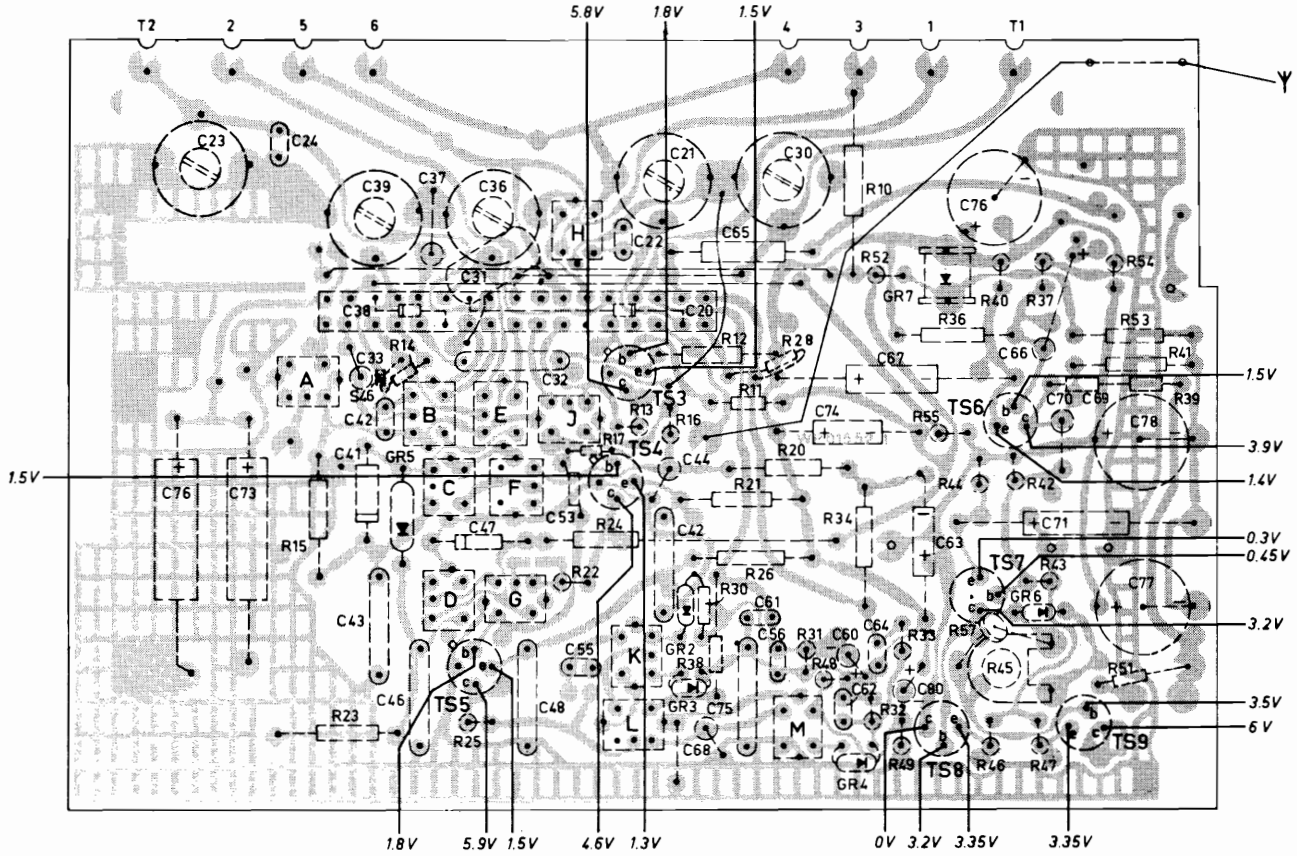 5.8V 1.8V 1.5V
T2 2 5 6 4 3 1 T1
C23 C24 C21 C30
C39 C37 C36 R10 C76
H C22 C65
C31 R52 R54
GR7 R40 R37
C38 C20 R36 R53
R12 R28 C66 R41
C33 R14 C32 C67
A S46 TS3 R11 TS6 C70 C69 R39 1.5V
C42 B E J R13 R16 C74 R55 C78
R17 TS4 3.9V
C41 GR5 C44 R20
1.5V C76 C73 C F R44 R42 1.4V
R21
R15 C47 C53 R24 C42 R34 C63 C71
0.3V
R26 TS7 0.45V
R22 R30 R43 C77
D G GR6
C43 C61 3.2V
GR2 C56 R31 C60 C64 R33 R57
C55 K R38 R48 R45 R51
C46 TS5 C48 GR3 C75 C62 C80 3.5V
R23 R25 L C68 M R32 TS9 6V
R49 TS8 R46 R47
GR4
1.8V 5.9V 1.5V 4.6V 1.3V 0V 3.2V 3.35V 3.35V
b e c
b e c
b e c
b c e
e b c
c e b
b c e